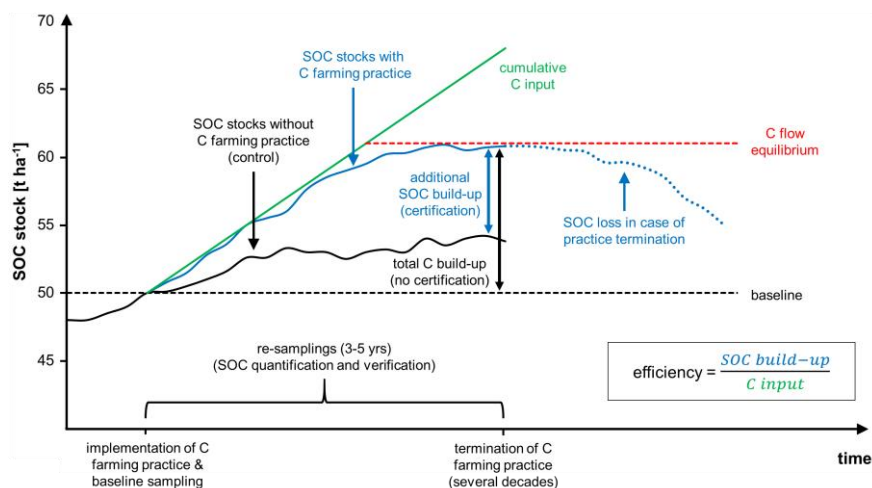 70
65
60
55
50
45
SOC stock [t ha⁻¹]
SOC stocks with
C farming practice
cumulative
C input
SOC stocks without
C farming practice
(control)
C flow
equilibrium
additional
SOC build-up
(certification)
SOC loss in case of
practice termination
total C build-up
(no certification)
baseline
re-samplings (3-5 yrs)
(SOC quantification and verification)
efficiency = SOC build−up
C input
implementation of C
farming practice &
baseline sampling
termination of C
farming practice
(several decades)
time